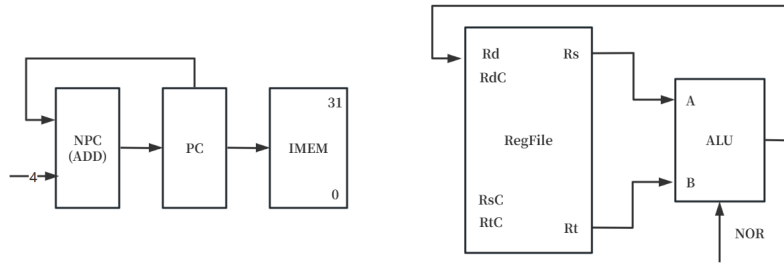 4
NPC
(ADD)
PC
31
IMEM
0
Rd
RdC
Rs
RegFile
RsC
RtC
Rt
A
ALU
B
NOR